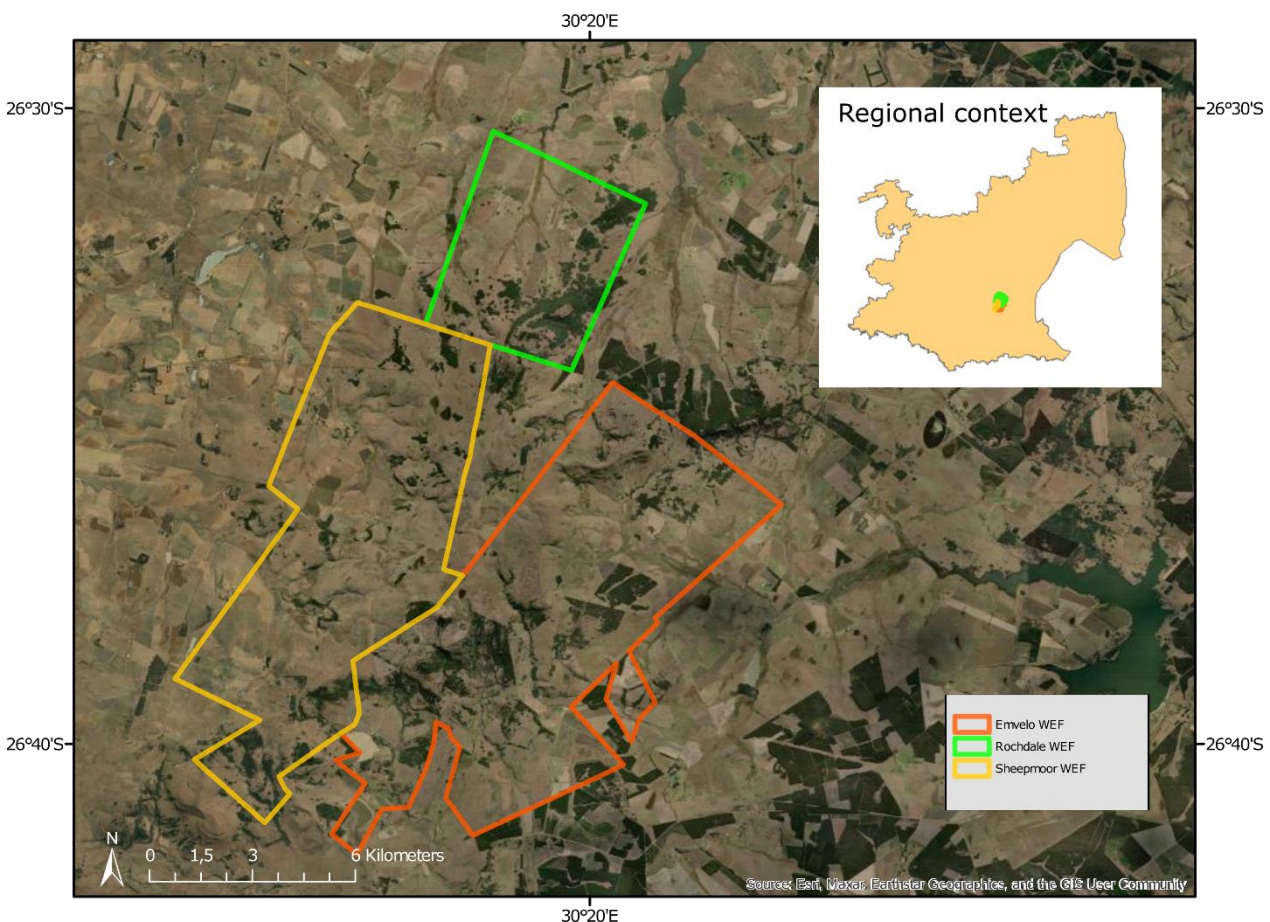 30°20'E
26°30'S
26°30'S
Regional context
Emvelo WEF
Rochdale WEF
Sheepmoor WEF
26°40'S
26°40'S
N
0 1,5 3 6 Kilometers
Source: Esri, Maxar, Earthstar Geographics, and the GIS User Community
30°20'E